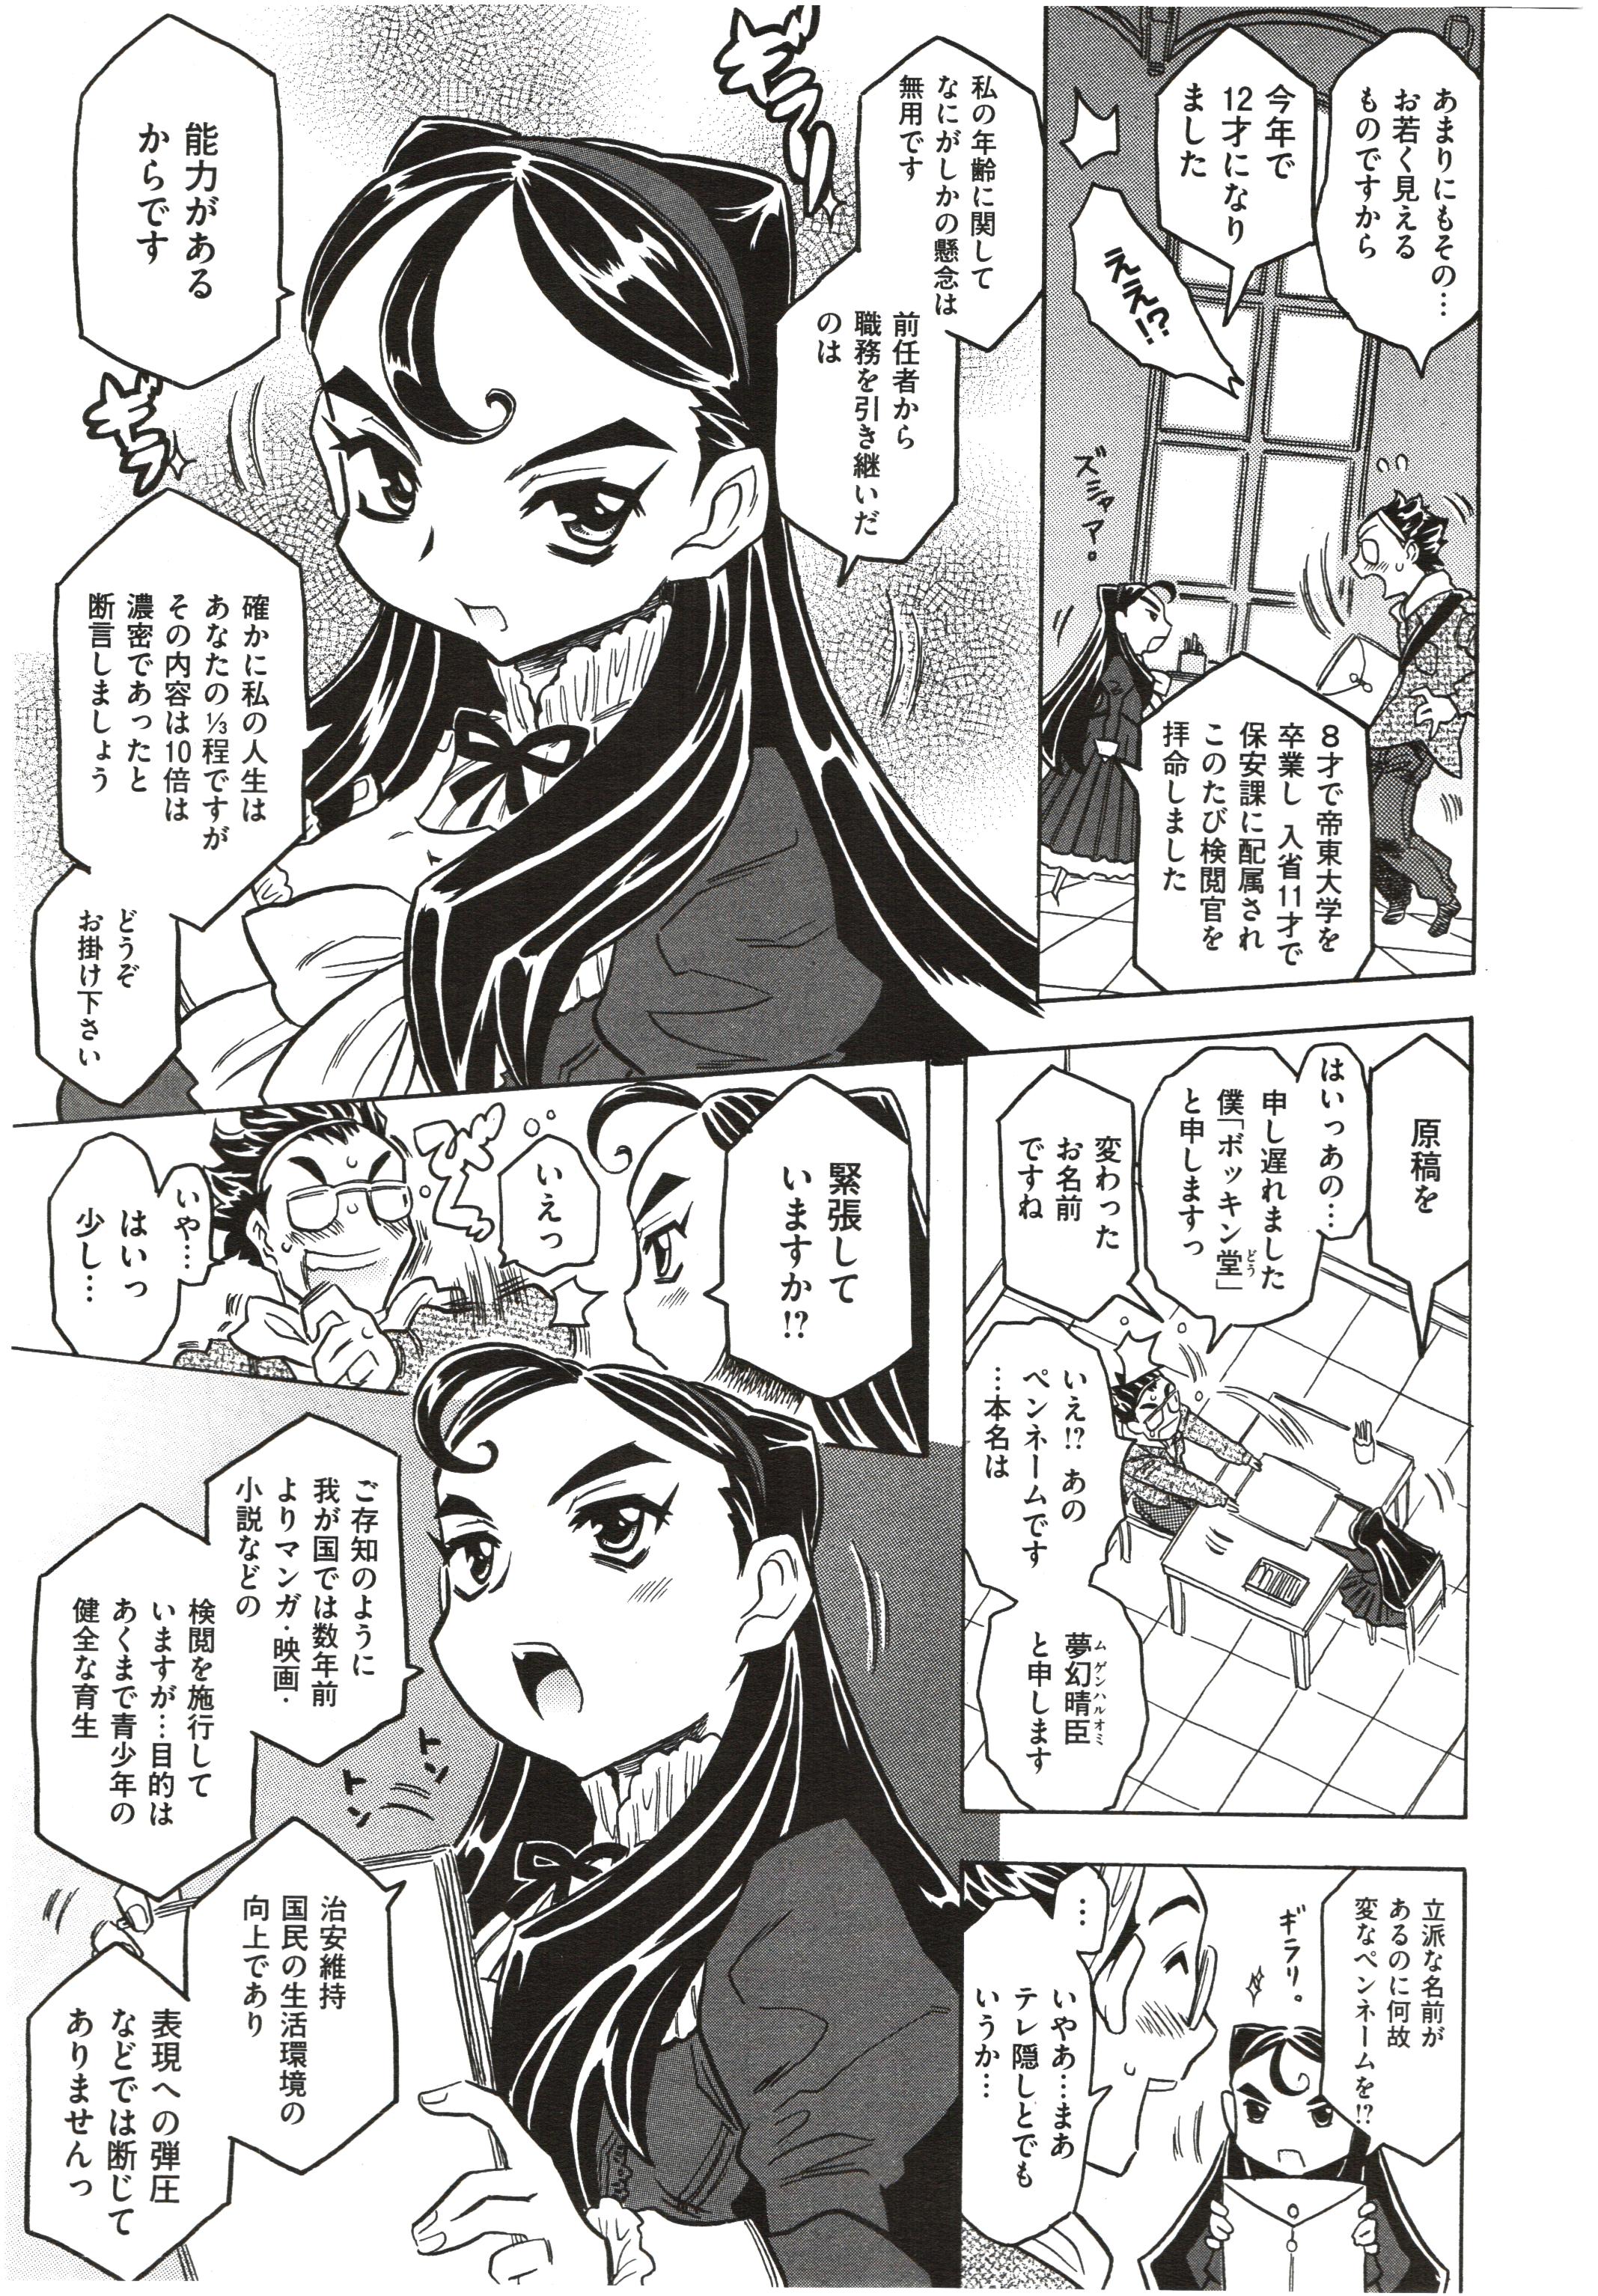 あまりにもその…
お若く見える
ものですから
今年で
12才になり
ました
ええ!?
ズシャァ。
8才で帝東大学を
卒業し 入省11才で
保安課に配属され
このたび検閲官を
拝命しました
私の年齢に関して
なにがしかの懸念は
無用です
前任者から
職務を引き継いだ
のは
ギラリ
能力がある
からです
ギラ
確かに私の人生は
あなたの⅓程ですが
その内容は10倍は
濃密であったと
断言しましょう
どうぞ
お掛け下さい
原稿を
はいっあの…
申し遅れました
僕「ボッキン堂」
どう
と申しますっ
変わった
お名前
ですね
いえ!? あの
ペンネームです
…本名は
夢幻晴臣
ムゲンハルオミ
と申します
立派な名前が
あるのに何故
変なペンネームを!?
ギラリ。
…
いやあ…まあ
テレ隠しとでも
いうか…
緊張して
いますか!?
いえっ
びくっ
いや…
はいっ
少し…
ご存知のように
我が国では数年前
よりマンガ・映画・
小説などの
検閲を施行して
いますが…目的は
あくまで青少年の
健全な育生
トン
トン
治安維持
国民の生活環境の
向上であり
表現への弾圧
などでは断じて
ありませんっ